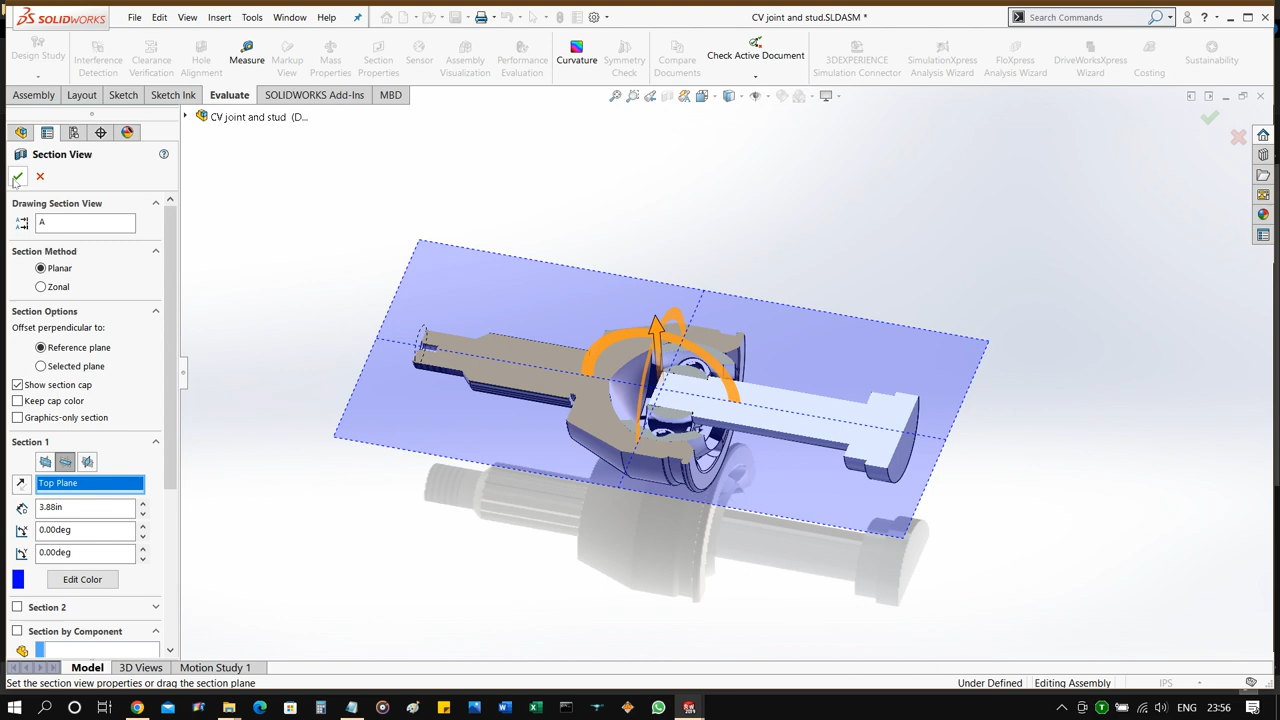 SOLIDWORKS File Edit View Insert Tools Window Help CV joint and stud.SLDASM * Search Commands
Design Study
Interference Detection
Clearance Verification
Hole Alignment
Measure
Markup View
Mass Properties
Section Properties
Sensor
Assembly Visualization
Performance Evaluation
Curvature
Symmetry Check
Compare Documents
Check Active Document
3DEXPERIENCE Simulation Connector
SimulationXpress Analysis Wizard
FloXpress Analysis Wizard
DriveWorksXpress Wizard
Costing
Sustainability
Assembly Layout Sketch Sketch Ink Evaluate SOLIDWORKS Add-Ins MBD
CV joint and stud (D...
Section View
Drawing Section View
A
Section Method
Planar
Zonal
Section Options
Offset perpendicular to:
Reference plane
Selected plane
Show section cap
Keep cap color
Graphics-only section
Section 1
Top Plane
3.88in
0.00deg
0.00deg
Edit Color
Section 2
Section by Component
Model 3D Views Motion Study 1
Set the section view properties or drag the section plane Under Defined Editing Assembly IPS
ENG 23:56